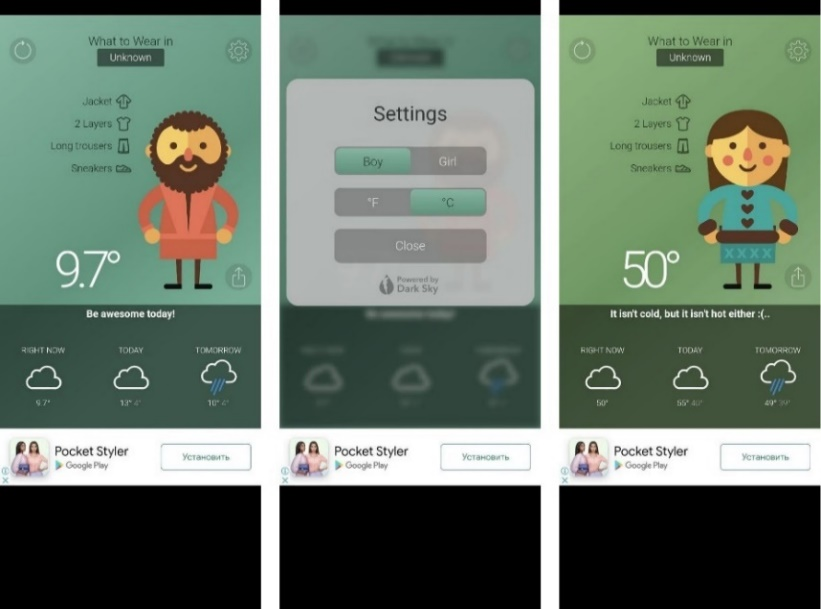 What to Wear in
Unknown
Jacket
2 Layers
Long trousers
Sneakers
9.7°
Be awesome today!
RIGHT NOW
TODAY
TOMORROW
9.7°
13° 4°
10° 4°
Pocket Styler
Google Play
Установить
Settings
Boy
Girl
°F
°C
Close
Powered by
Dark Sky
Pocket Styler
Google Play
Установить
What to Wear in
Unknown
Jacket
2 Layers
Long trousers
Sneakers
50°
It isn't cold, but it isn't hot either :(..
RIGHT NOW
TODAY
TOMORROW
50°
55° 40°
49° 39°
Pocket Styler
Google Play
Установить